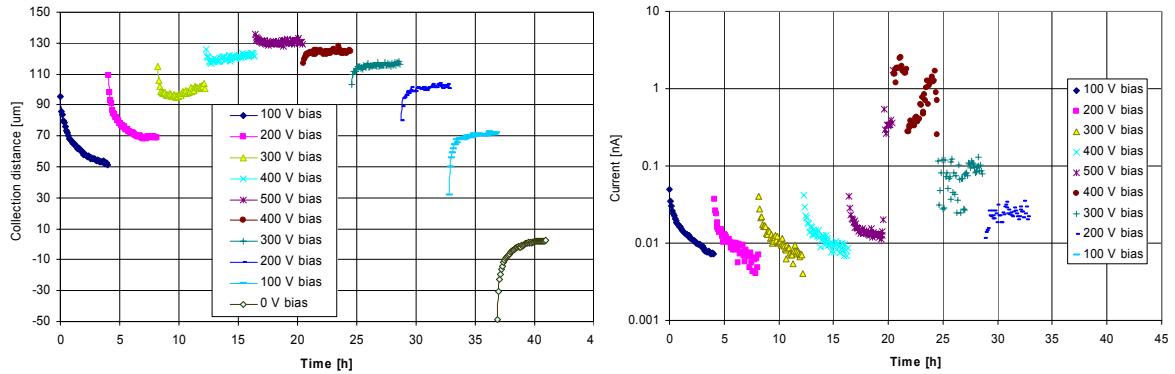 Collection distance [um]
150
130
110
90
70
50
30
10
-10
-30
-50
100 V bias
200 V bias
300 V bias
400 V bias
500 V bias
400 V bias
300 V bias
200 V bias
100 V bias
0 V bias
0 5 10 15 20 25 30 35 40 4
Time [h]
Current [nA]
10
1
0.1
0.01
0.001
100 V bias
200 V bias
300 V bias
400 V bias
500 V bias
400 V bias
300 V bias
200 V bias
100 V bias
0 5 10 15 20 25 30 35 40 45
Time [h]